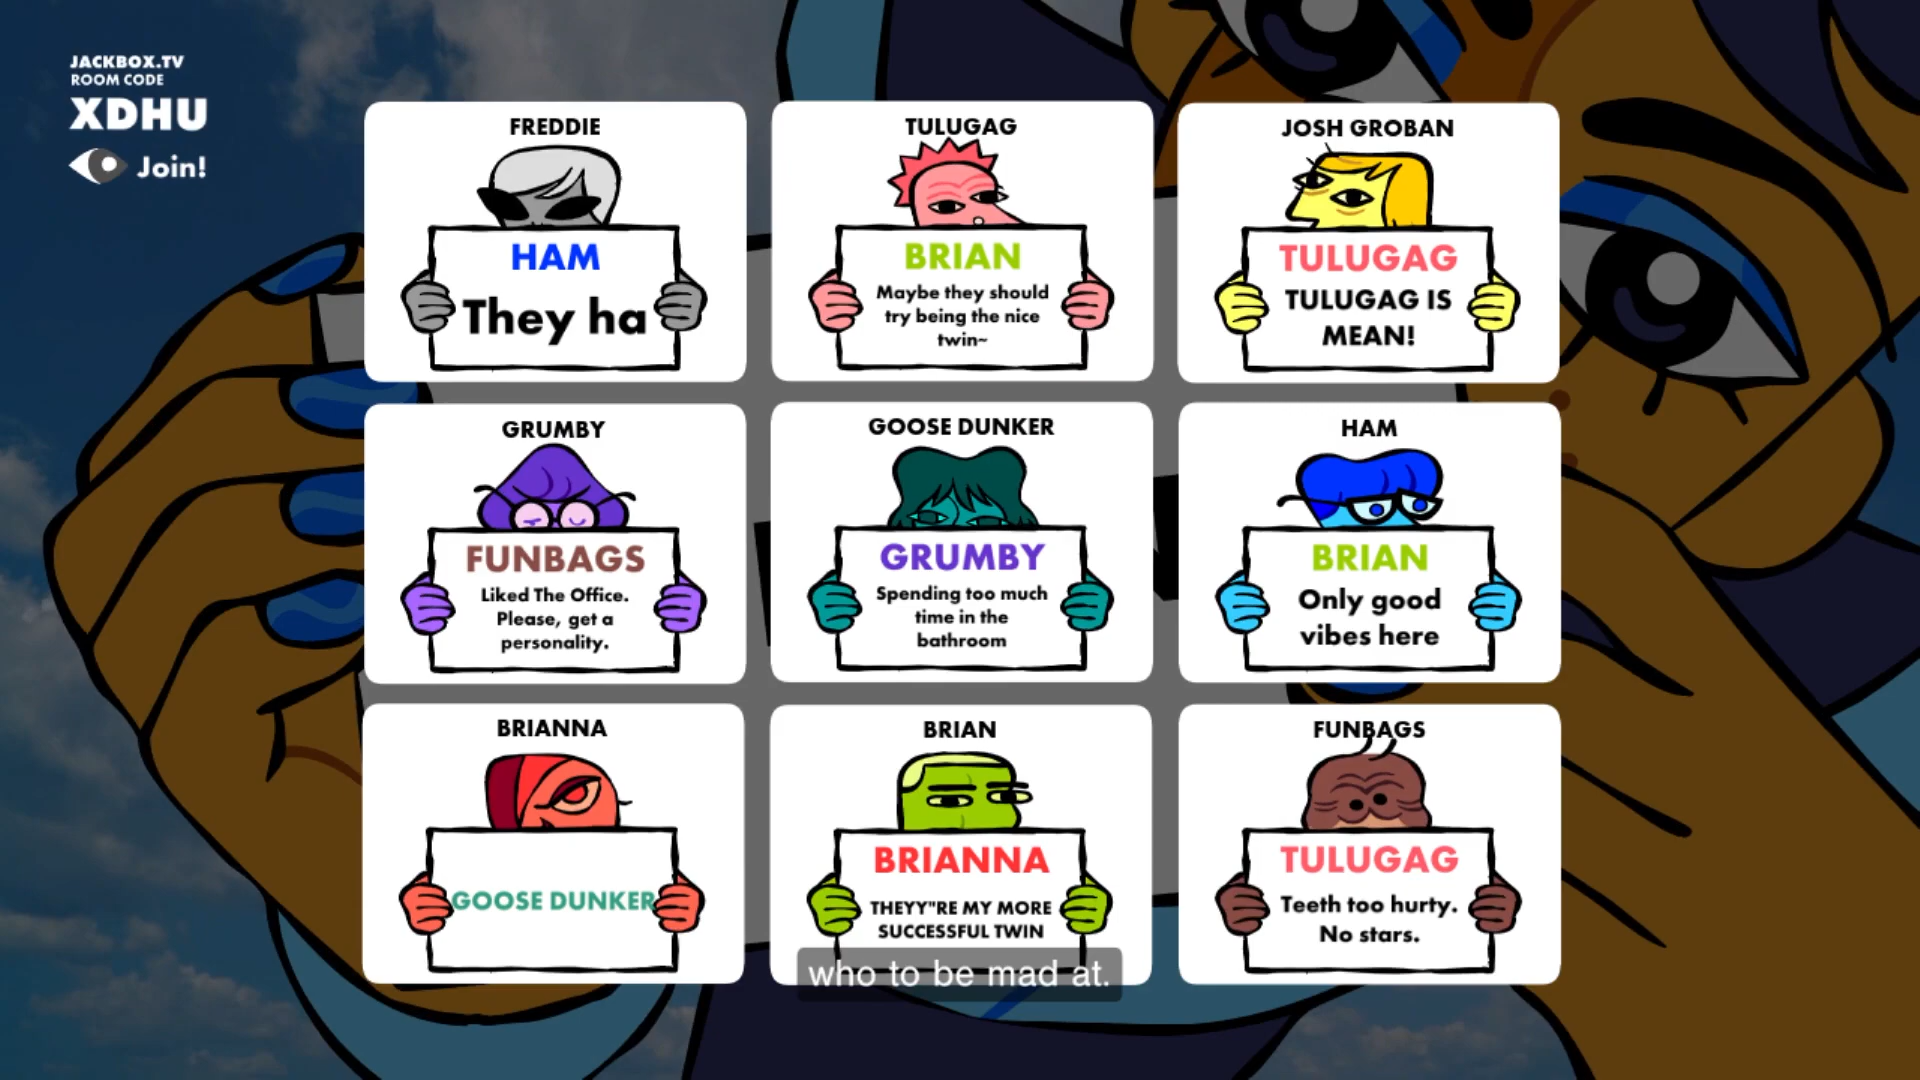 JACKBOX.TV
ROOM CODE
XDHU
Join!
FREDDIE
HAM
They ha
TULUGAG
BRIAN
Maybe they should
try being the nice
twin~
JOSH GROBAN
TULUGAG
TULUGAG IS
MEAN!
GRUMBY
FUNBAGS
Liked The Office.
Please, get a
personality.
GOOSE DUNKER
GRUMBY
Spending too much
time in the
bathroom
HAM
BRIAN
Only good
vibes here
BRIANNA
GOOSE DUNKER
BRIAN
BRIANNA
THEYY"RE MY MORE
SUCCESSFUL TWIN
FUNBAGS
TULUGAG
Teeth too hurty.
No stars.
who to be mad at.